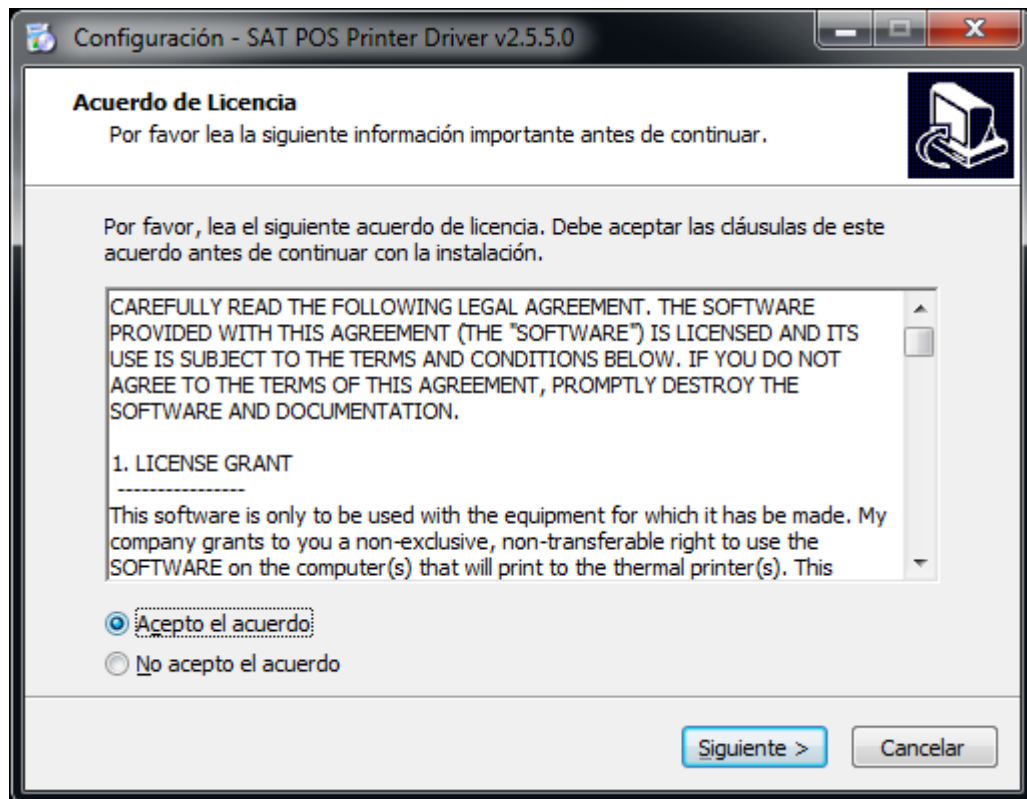 Configuración - SAT POS Printer Driver v2.5.5.0
Acuerdo de Licencia
Por favor lea la siguiente información importante antes de continuar.
Por favor, lea el siguiente acuerdo de licencia. Debe aceptar las cláusulas de este
acuerdo antes de continuar con la instalación.
CAREFULLY READ THE FOLLOWING LEGAL AGREEMENT. THE SOFTWARE
PROVIDED WITH THIS AGREEMENT (THE "SOFTWARE") IS LICENSED AND ITS
USE IS SUBJECT TO THE TERMS AND CONDITIONS BELOW. IF YOU DO NOT
AGREE TO THE TERMS OF THIS AGREEMENT, PROMPTLY DESTROY THE
SOFTWARE AND DOCUMENTATION.
1. LICENSE GRANT
----------------
This software is only to be used with the equipment for which it has be made. My
company grants to you a non-exclusive, non-transferable right to use the
SOFTWARE on the computer(s) that will print to the thermal printer(s). This
Acepto el acuerdo
No acepto el acuerdo
Siguiente >
Cancelar